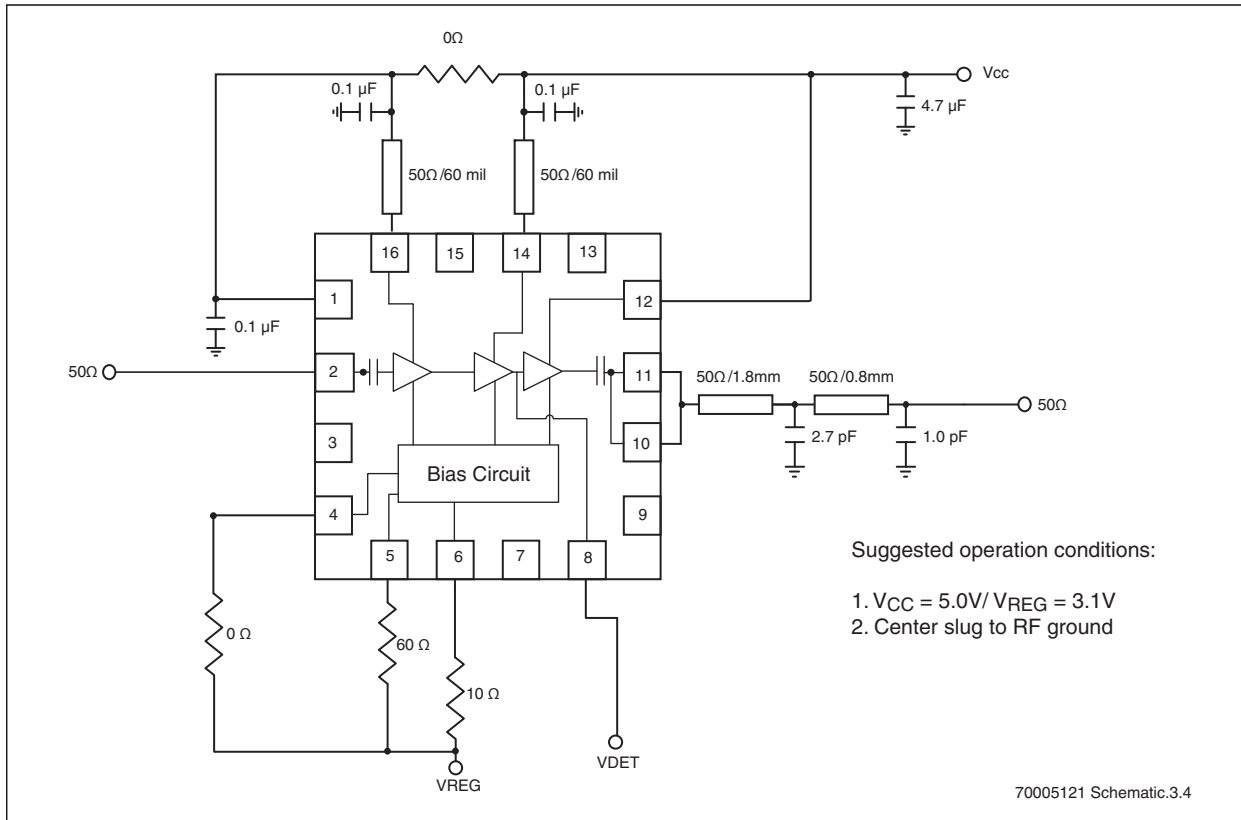 0Ω
Vcc
0.1 µF
0.1 µF
4.7 µF
50Ω/60 mil
50Ω/60 mil
16
15
14
13
1
12
0.1 µF
50Ω
2
11
50Ω/1.8mm
50Ω/0.8mm
50Ω
3
10
2.7 pF
1.0 pF
Bias Circuit
4
9
5
6
7
8
0 Ω
60 Ω
10 Ω
VREG
VDET
Suggested operation conditions:
1. VCC = 5.0V/ VREG = 3.1V
2. Center slug to RF ground
70005121 Schematic.3.4